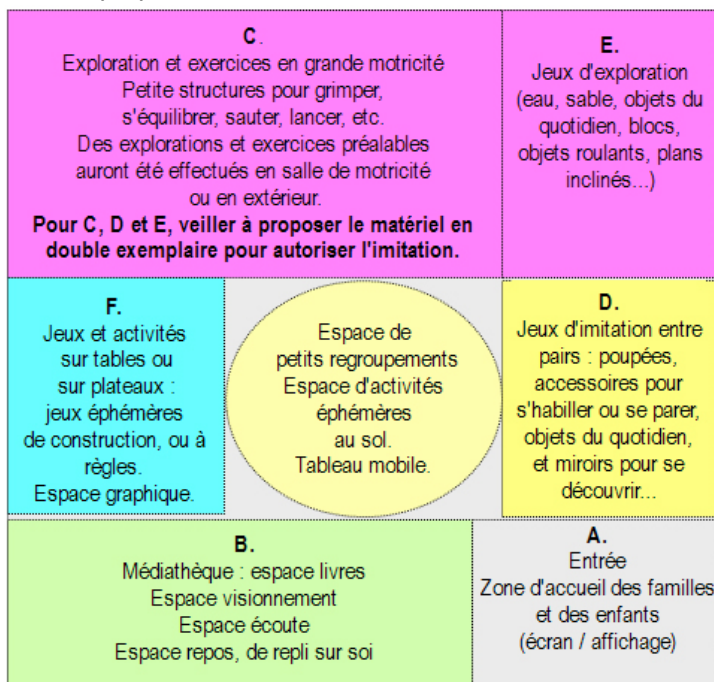 C.
Exploration et exercices en grande motricité
Petite structures pour grimper,
s'équilibrer, sauter, lancer, etc.
Des explorations et exercices préalables
auront été effectués en salle de motricité
ou en extérieur.
Pour C, D et E, veiller à proposer le matériel en
double exemplaire pour autoriser l'imitation.
E.
Jeux d'exploration
(eau, sable, objets du
quotidien, blocs,
objets roulants, plans
inclinés...)
F.
Jeux et activités
sur tables ou
sur plateaux :
jeux éphémères
de construction, ou à
règles.
Espace graphique.
Espace de
petits regroupements
Espace d'activités
éphémères
au sol.
Tableau mobile.
D.
Jeux d'imitation entre
pairs : poupées,
accessoires pour
s'habiller ou se parer,
objets du quotidien,
et miroirs pour se
découvrir...
B.
Médiathèque : espace livres
Espace visionnement
Espace écoute
Espace repos, de repli sur soi
A.
Entrée
Zone d'accueil des familles
et des enfants
(écran / affichage)